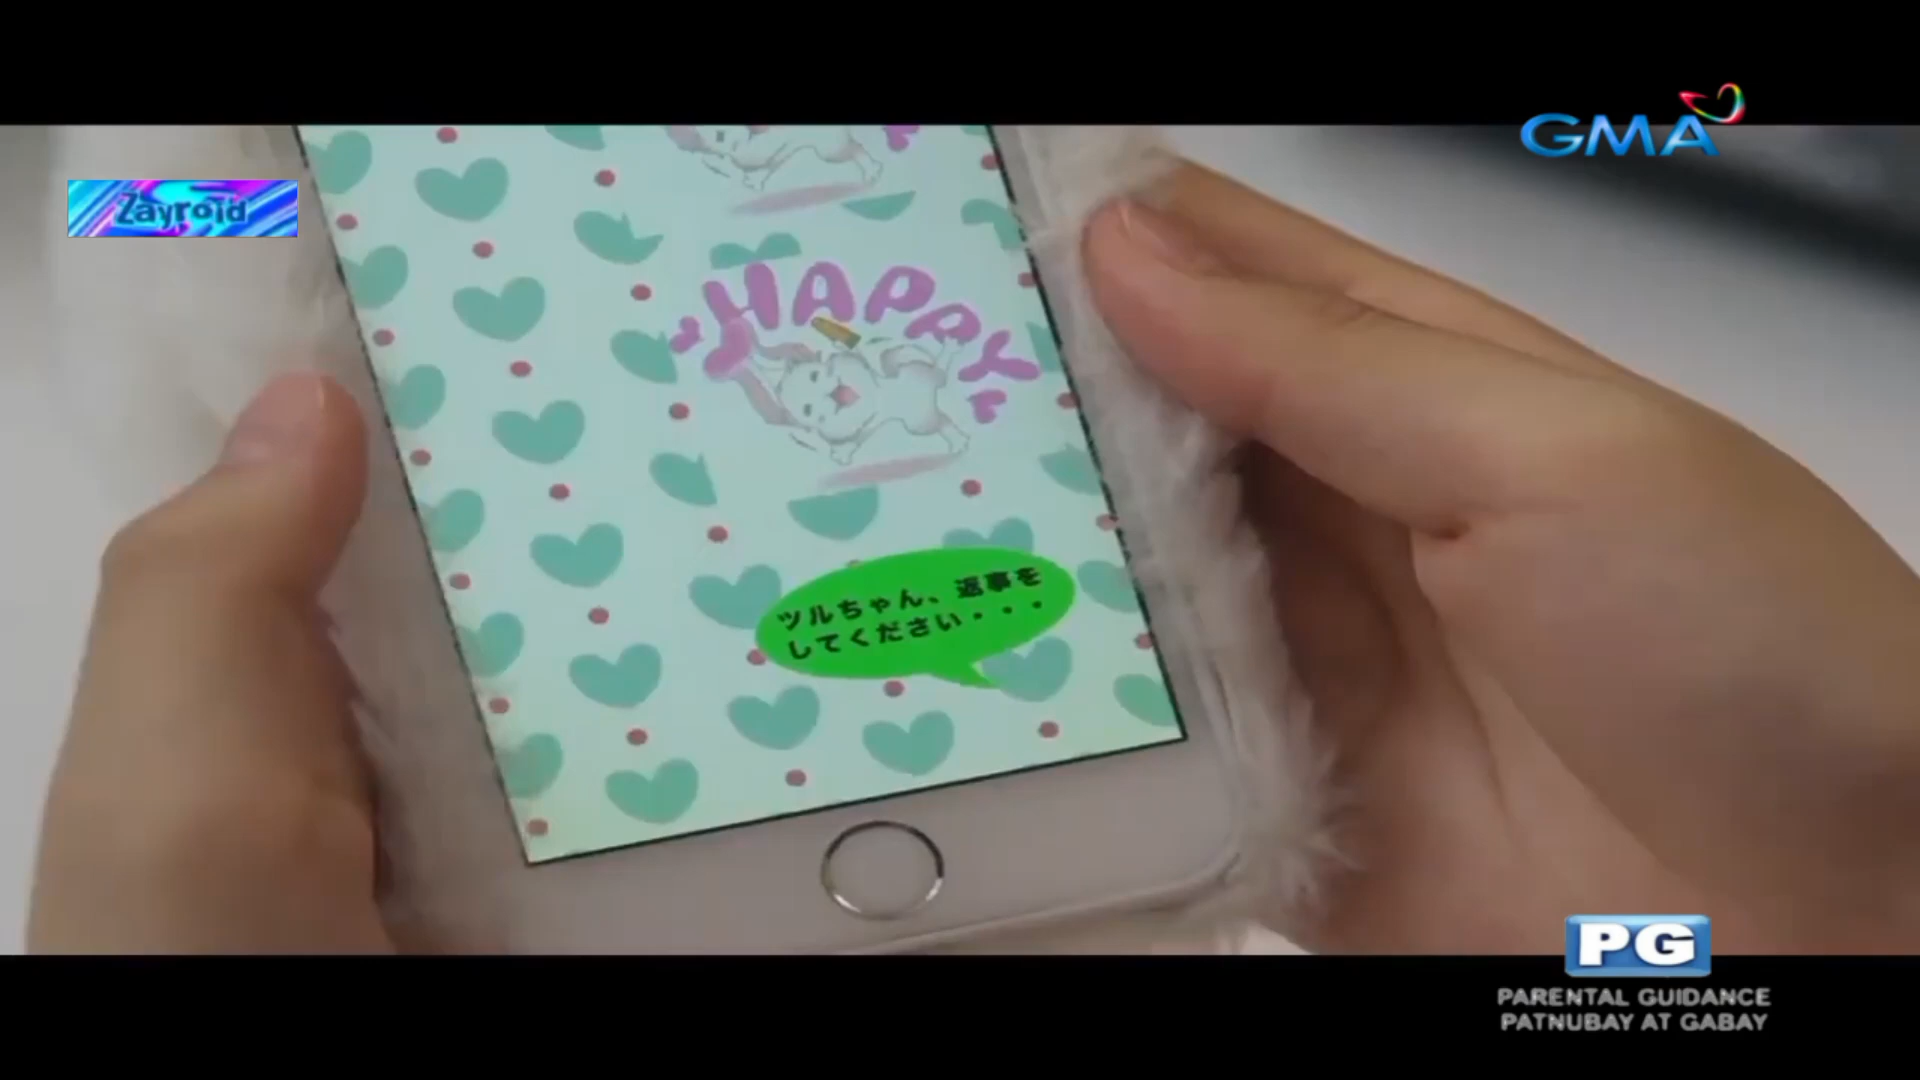 GMA
Zayroid
HAPPY
ツルちゃん、返事を
してください・・・
PG
PARENTAL GUIDANCE
PATNUBAY AT GABAY